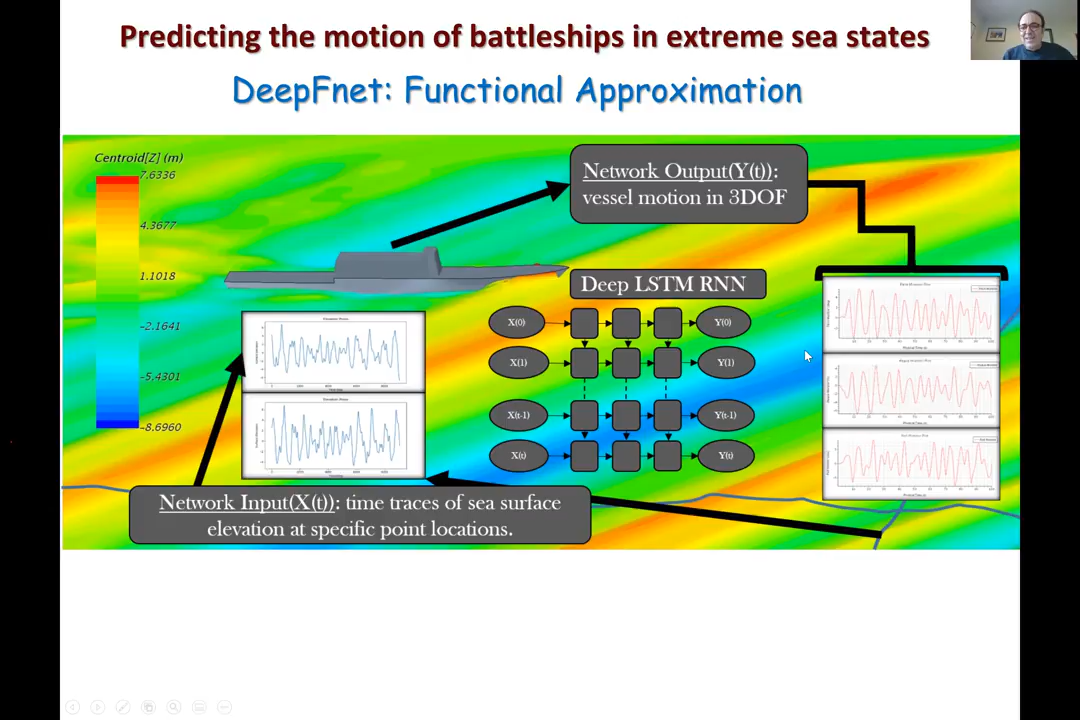 Predicting the motion of battleships in extreme sea states
DeepFnet: Functional Approximation
Centroid[Z] (m)
7.6336
4.3677
1.1018
-2.1641
-5.4301
-8.6960
Network Output(Y(t)):
vessel motion in 3DOF
Deep LSTM RNN
X(0)
Y(0)
X(1)
Y(1)
X(t-1)
Y(t-1)
X(t)
Y(t)
Network Input(X(t)): time traces of sea surface
elevation at specific point locations.